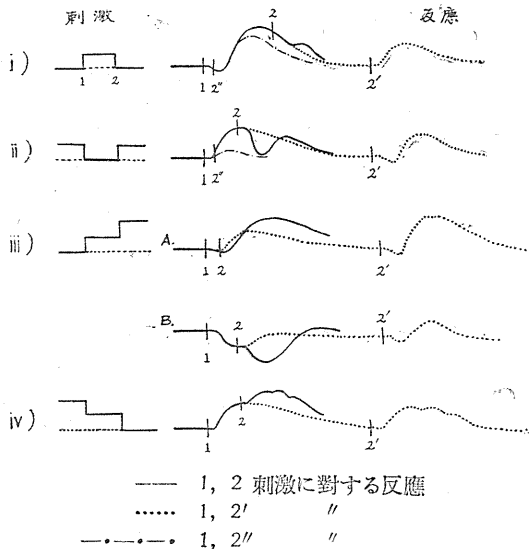 刺激 反應
i) 1 2 1 2" 2 2'
ii) 1 2" 2 2'
iii) A. 1 2 2'
B. 1 2 2'
iv) 1 2 2'
—— 1, 2 刺激に對する反應
...... 1, 2' 〃
—・—・— 1, 2" 〃